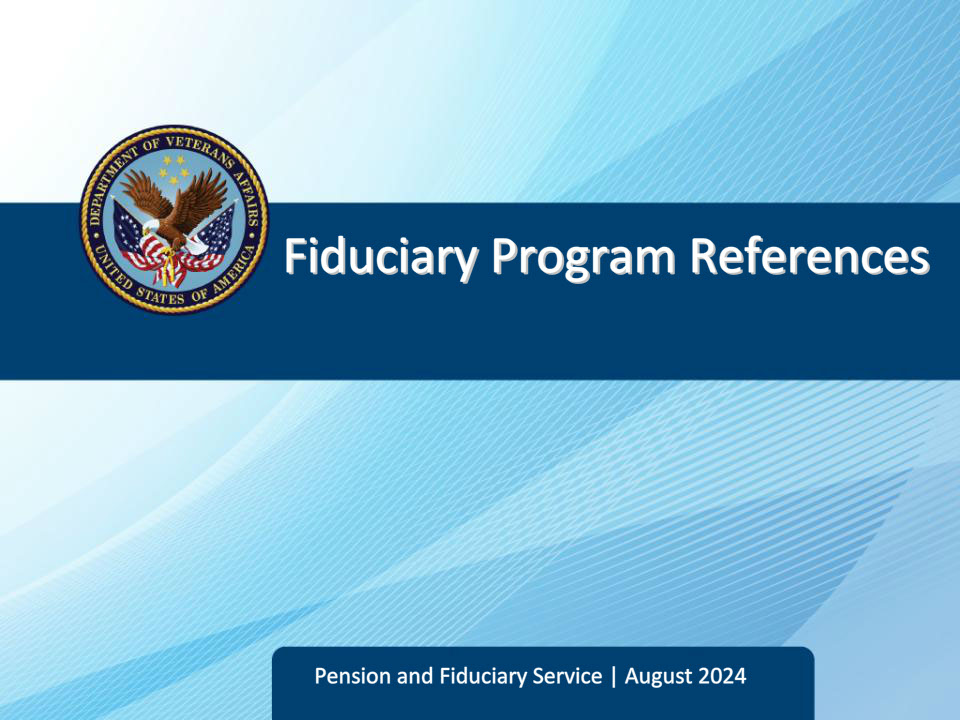 DEPARTMENT OF VETERANS AFFAIRS
UNITED STATES OF AMERICA
Fiduciary Program References
Pension and Fiduciary Service | August 2024